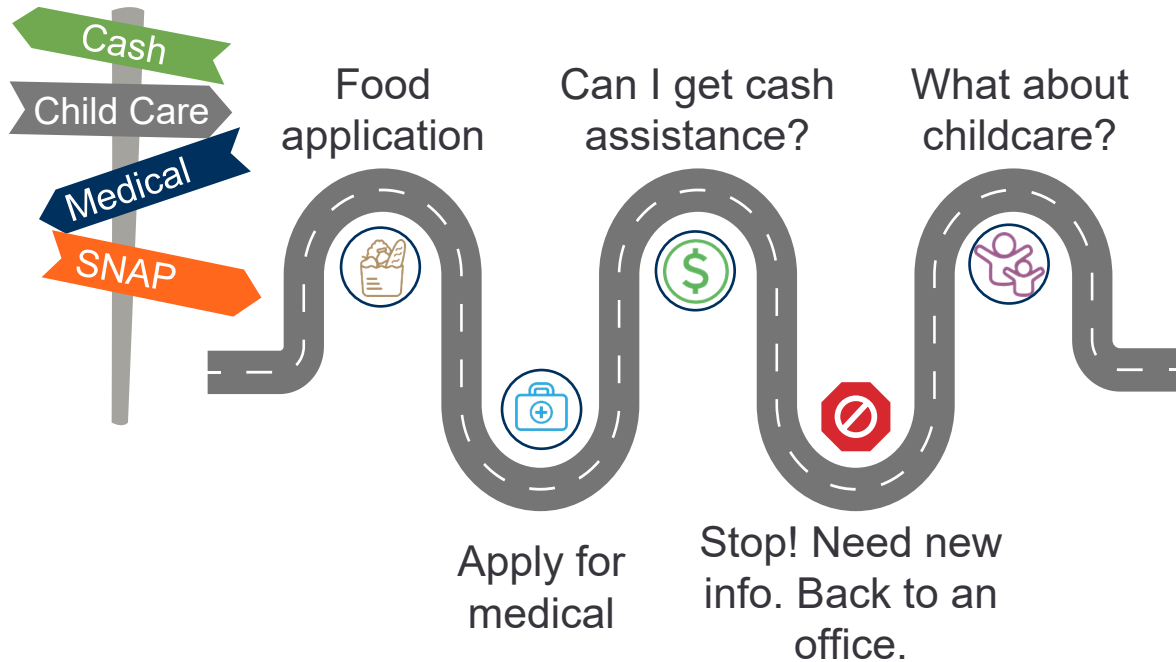 Cash
Child Care
Medical
SNAP
Food
application
Can I get cash
assistance?
What about
childcare?
$
Apply for
medical
Stop! Need new
info. Back to an
office.